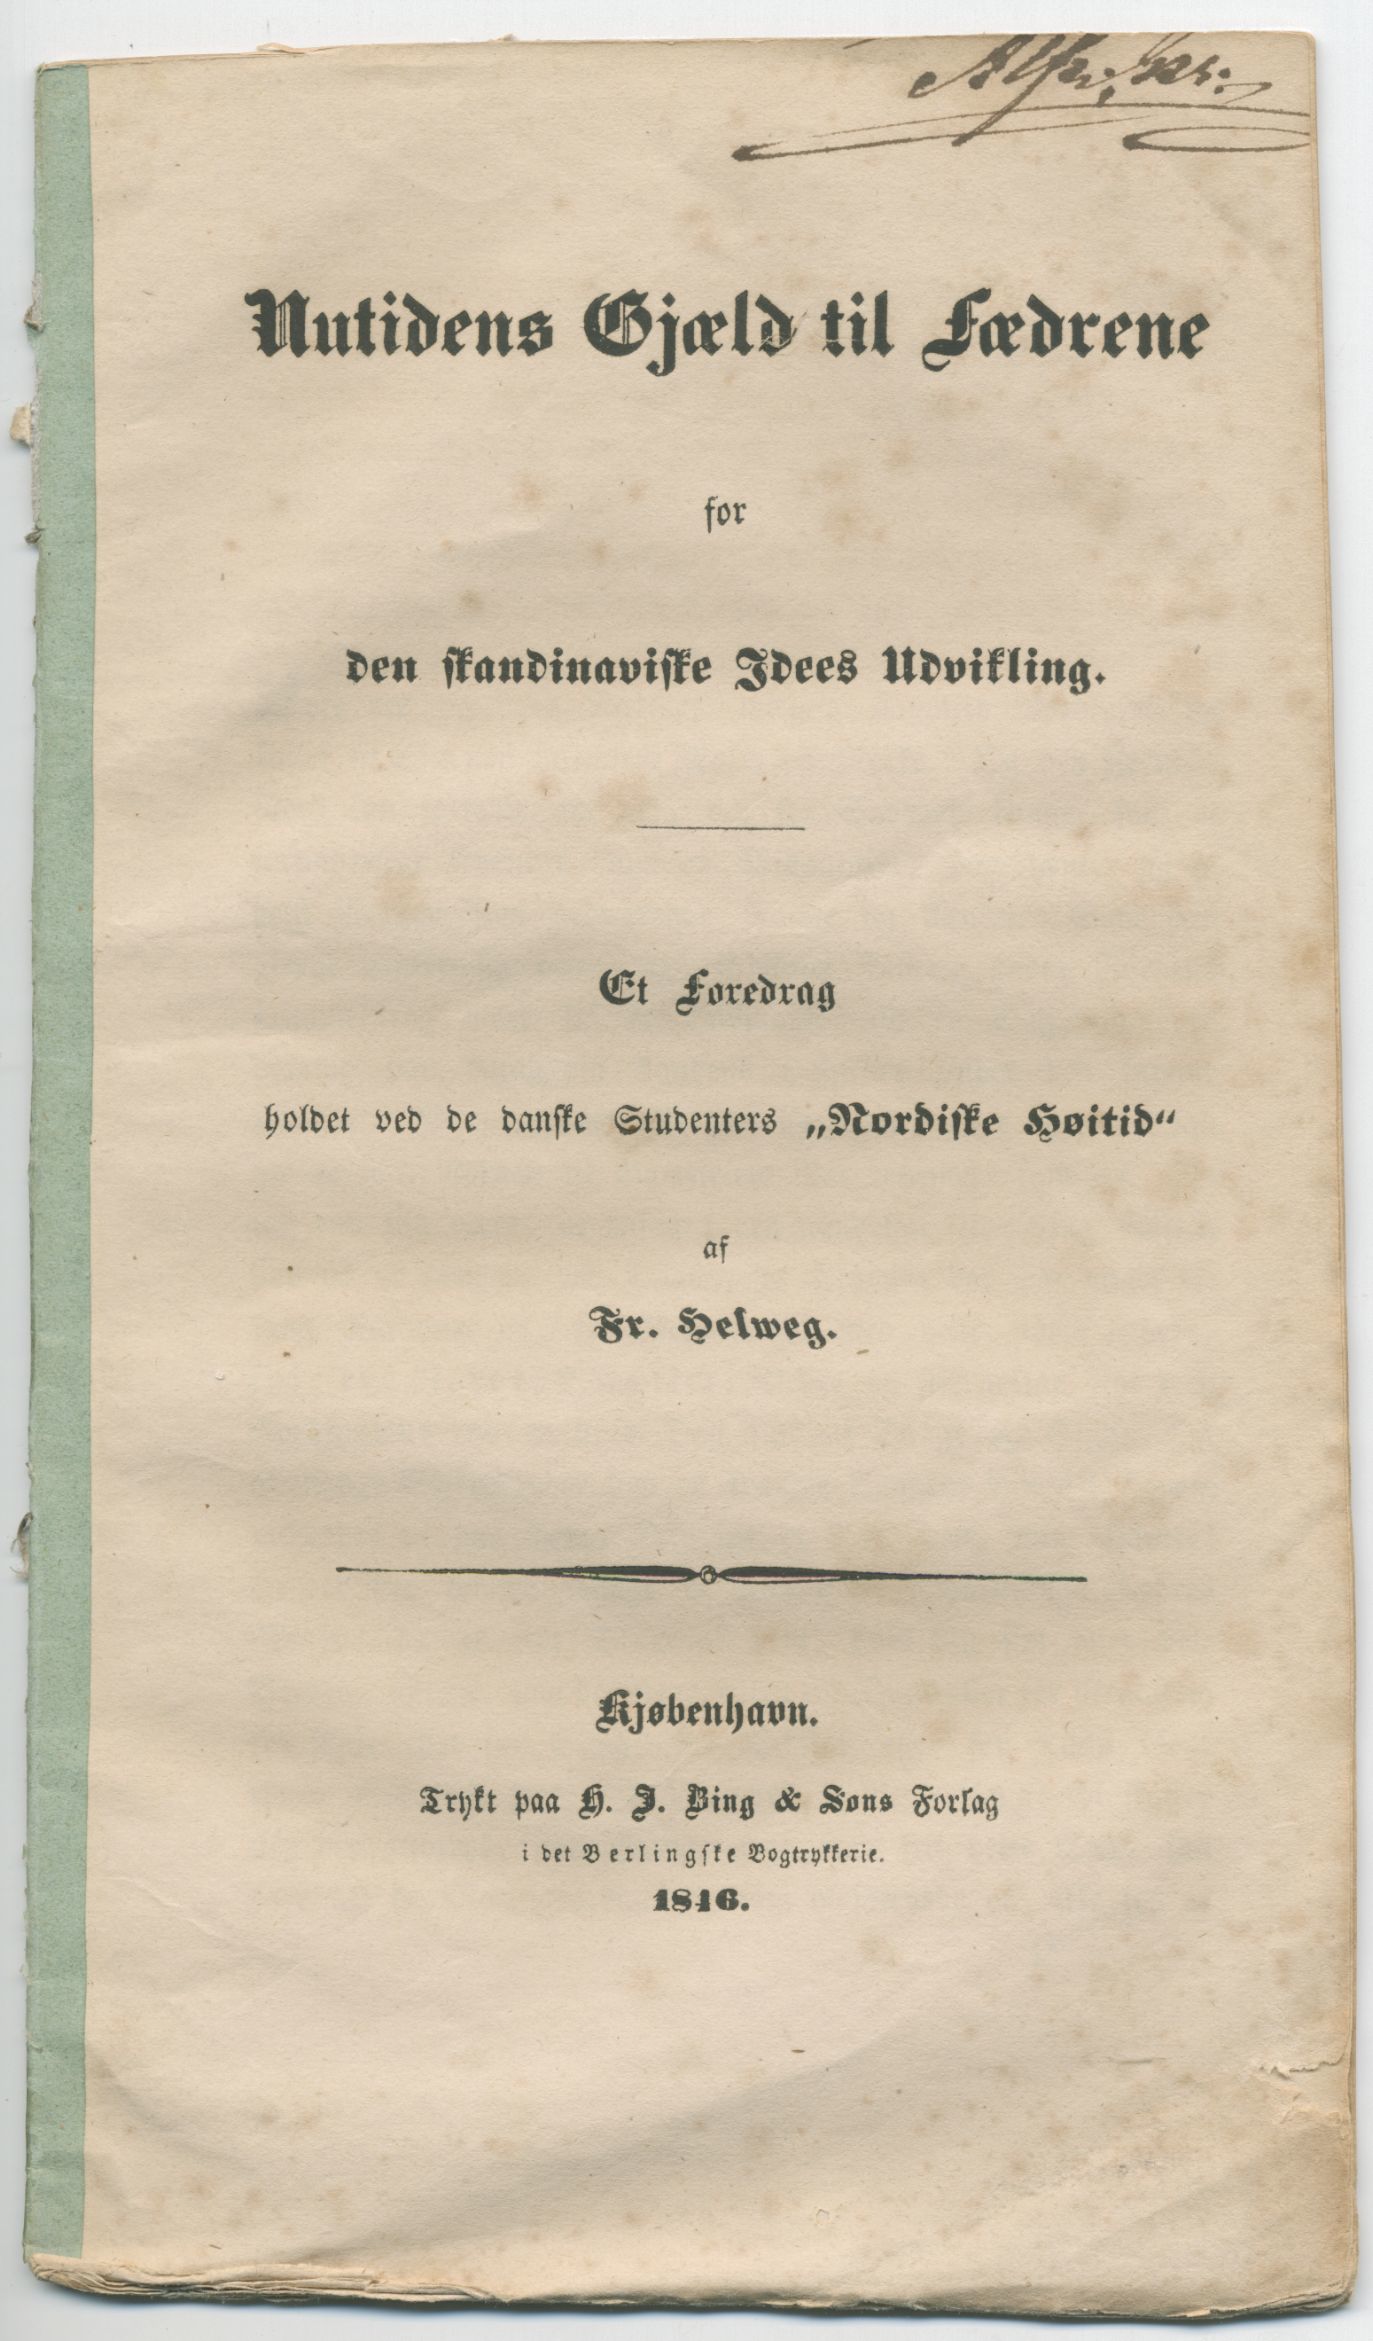 Nutidens Gjæld til Fædrene
for
den skandinaviske Idees Udvikling.
Et Foredrag
holdet ved de danske Studenters „Nordiske Høitid“
af
Fr. Helweg.
Kjøbenhavn.
Trykt paa H. J. Bing & Søns Forlag
i det Berlingske Bogtrykkerie.
1846.